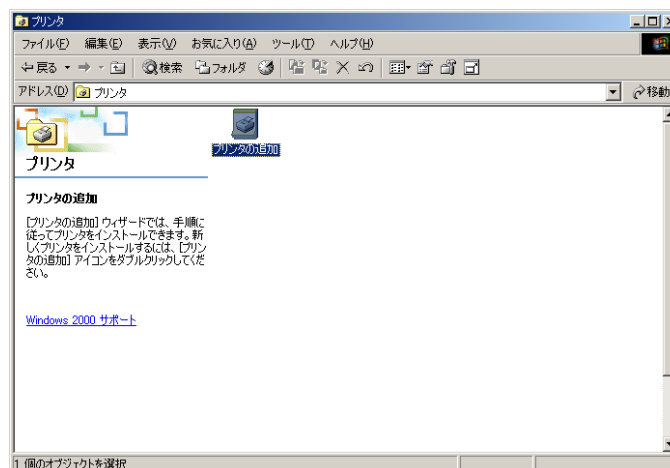 プリンタ
ファイル(F) 編集(E) 表示(V) お気に入り(A) ツール(T) ヘルプ(H)
戻る 検索 フォルダ
アドレス(D) プリンタ 移動
プリンタの追加
プリンタ
プリンタの追加
[プリンタの追加] ウィザードでは、手順に
従ってプリンタをインストールできます。新
しくプリンタをインストールするには、[プリン
タの追加] アイコンをダブルクリックしてくだ
さい。
Windows 2000 サポート
1 個のオブジェクトを選択